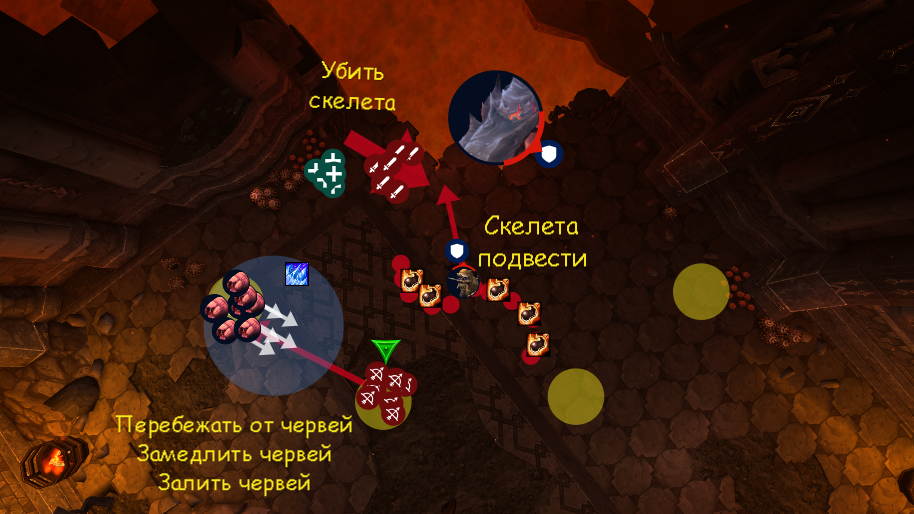 Убить
скелета
Скелета
подвести
Перебежать от червей
Замедлить червей
Залить червей